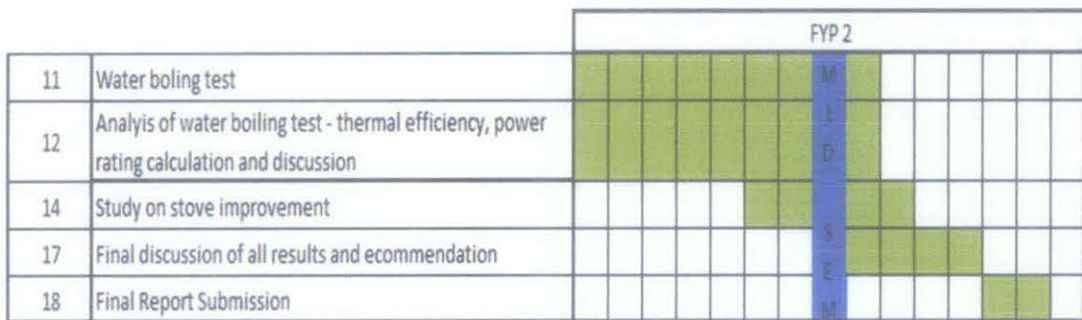 FYP 2
11 Water boling test
12 Analyis of water boiling test - thermal efficiency, power
rating calculation and discussion
14 Study on stove improvement
17 Final discussion of all results and ecommendation
18 Final Report Submission
M
I
D
S
E
M